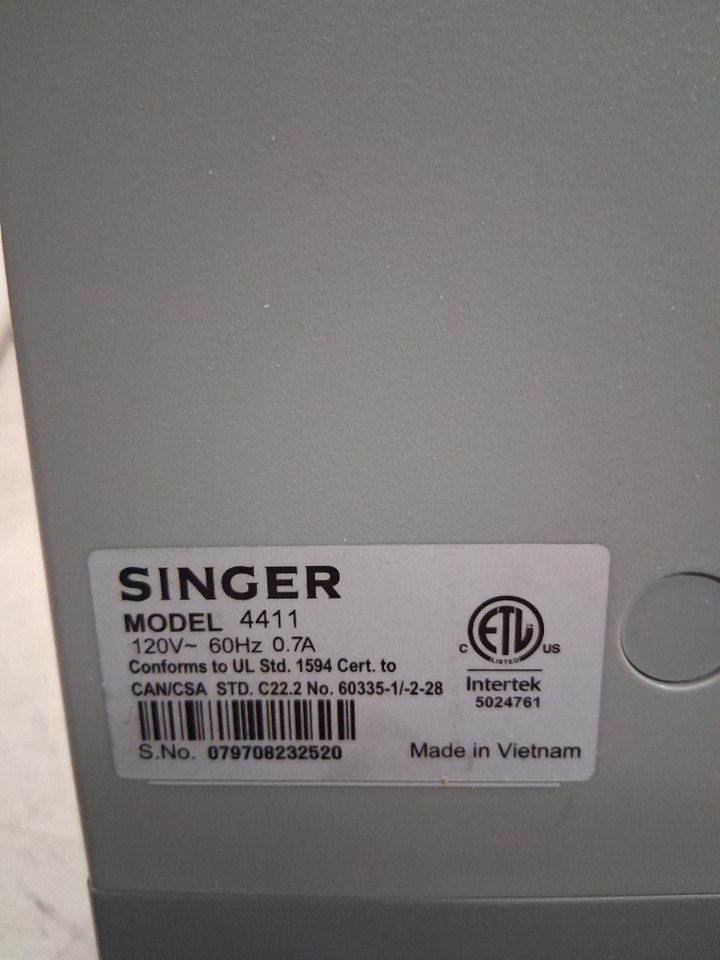 SINGER
MODEL 4411
120V~ 60Hz 0.7A
Conforms to UL Std. 1594 Cert. to
CAN/CSA STD. C22.2 No. 60335-1/-2-28
S.No. 079708232520
C ETL US
LISTED
Intertek
5024761
Made in Vietnam